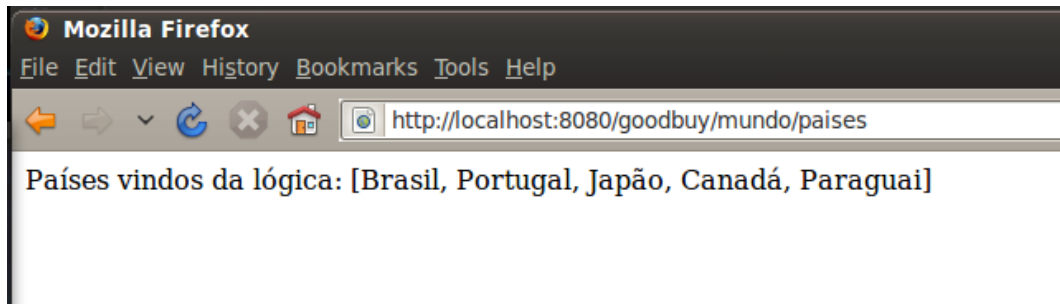 Mozilla Firefox
File Edit View History Bookmarks Tools Help
http://localhost:8080/goodbuy/mundo/paises
Países vindos da lógica: [Brasil, Portugal, Japão, Canadá, Paraguai]